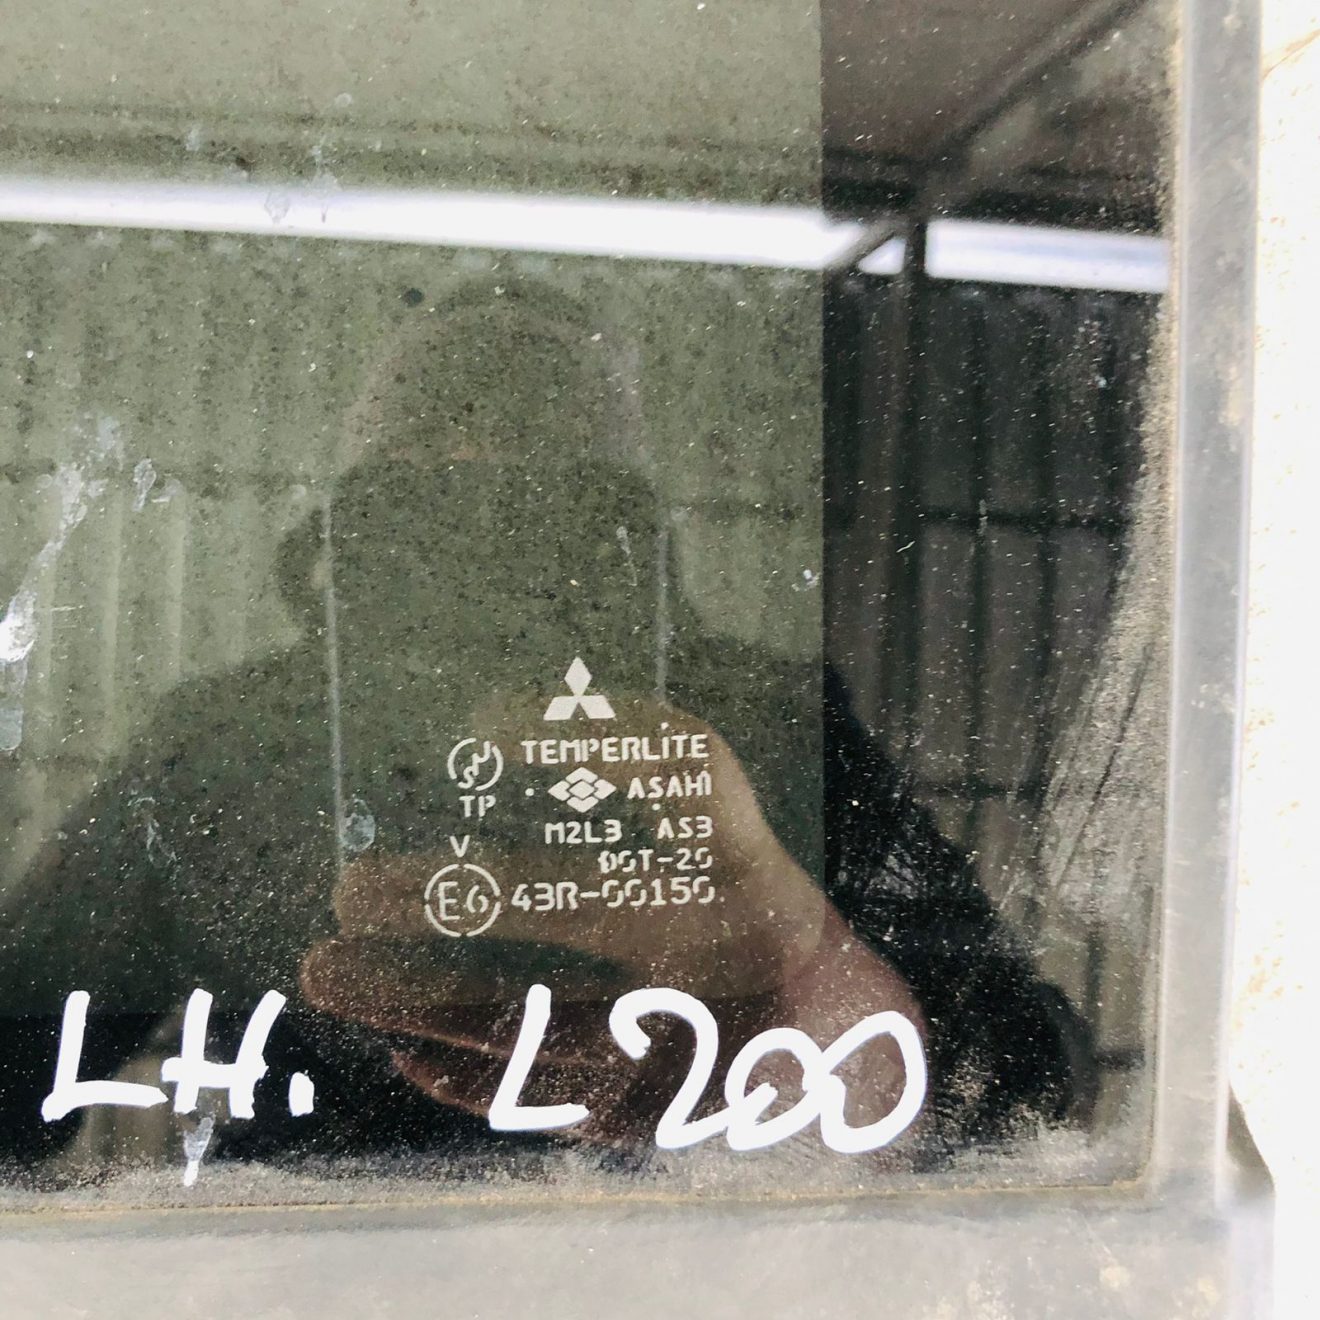 TEMPERLITE
TP
ASAHI
M2L3 AS3
V
DOT-20
E6 43R-00150
LH. L200